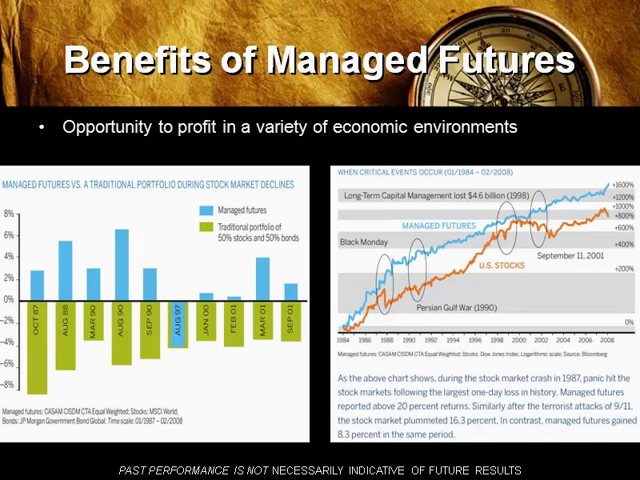 Benefits of Managed Futures
• Opportunity to profit in a variety of economic environments
MANAGED FUTURES VS. A TRADITIONAL PORTFOLIO DURING STOCK MARKET DECLINES
8%
6%
4%
2%
0%
−2%
−4%
−6%
−8%
Managed futures
Traditional portfolio of
50% stocks and 50% bonds
OCT 87
AUG 88
MAR 90
AUG 90
SEP 90
AUG 97
JAN 00
FEB 01
MAR 01
SEP 01
Managed futures: CASAM CISDM CTA Equal Weighted; Stocks: MSCI World;
Bonds: JP Morgan Government Bond Global; Time scale: 01/1987 – 02/2008
WHEN CRITICAL EVENTS OCCUR (01/1984 – 02/2008)
+1600%
+1200%
+1000%
+800%
+600%
+400%
+200%
Long-Term Capital Management lost $4.6 billion (1998)
MANAGED FUTURES
Black Monday
U.S. STOCKS
September 11, 2001
Persian Gulf War (1990)
1984 1986 1988 1990 1992 1994 1996 1998 2000 2002 2004 2006 2008
Managed futures: CASAM CISDM CTA Equal Weighted; Stocks: Dow Jones Index; Logarithmic scale. Source: Bloomberg
As the above chart shows, during the stock market crash in 1987, panic hit the
stock markets following the largest one-day loss in history. Managed futures
reported above 20 percent returns. Similarly after the terrorist attacks of 9/11,
the stock market plummeted 16.3 percent. In contrast, managed futures gained
8.3 percent in the same period.
PAST PERFORMANCE IS NOT NECESSARILY INDICATIVE OF FUTURE RESULTS